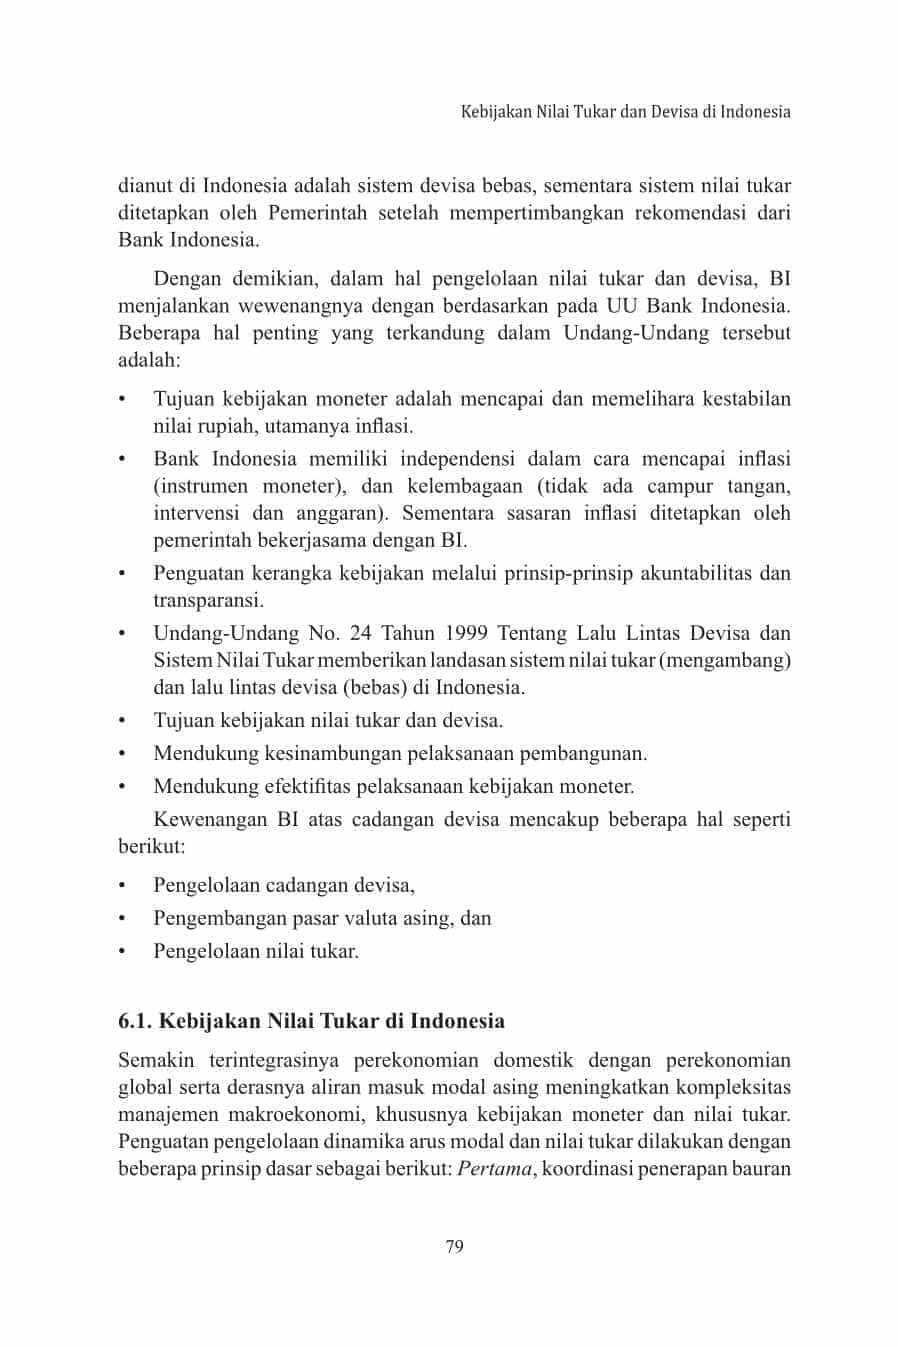 Kebijakan Nilai Tukar dan Devisa di Indonesia
dianut di Indonesia adalah sistem devisa bebas, sementara sistem nilai tukar
ditetapkan oleh Pemerintah setelah mempertimbangkan rekomendasi dari
Bank Indonesia.
Dengan demikian, dalam hal pengelolaan nilai tukar dan devisa, BI
menjalankan wewenangnya dengan berdasarkan pada UU Bank Indonesia.
Beberapa hal penting yang terkandung dalam Undang-Undang tersebut
adalah:
• Tujuan kebijakan moneter adalah mencapai dan memelihara kestabilan
nilai rupiah, utamanya inflasi.
• Bank Indonesia memiliki independensi dalam cara mencapai inflasi
(instrumen moneter), dan kelembagaan (tidak ada campur tangan,
intervensi dan anggaran). Sementara sasaran inflasi ditetapkan oleh
pemerintah bekerjasama dengan BI.
• Penguatan kerangka kebijakan melalui prinsip-prinsip akuntabilitas dan
transparansi.
• Undang-Undang No. 24 Tahun 1999 Tentang Lalu Lintas Devisa dan
Sistem Nilai Tukar memberikan landasan sistem nilai tukar (mengambang)
dan lalu lintas devisa (bebas) di Indonesia.
• Tujuan kebijakan nilai tukar dan devisa.
• Mendukung kesinambungan pelaksanaan pembangunan.
• Mendukung efektifitas pelaksanaan kebijakan moneter.
Kewenangan BI atas cadangan devisa mencakup beberapa hal seperti
berikut:
• Pengelolaan cadangan devisa,
• Pengembangan pasar valuta asing, dan
• Pengelolaan nilai tukar.
6.1. Kebijakan Nilai Tukar di Indonesia
Semakin terintegrasinya perekonomian domestik dengan perekonomian
global serta derasnya aliran masuk modal asing meningkatkan kompleksitas
manajemen makroekonomi, khususnya kebijakan moneter dan nilai tukar.
Penguatan pengelolaan dinamika arus modal dan nilai tukar dilakukan dengan
beberapa prinsip dasar sebagai berikut: Pertama, koordinasi penerapan bauran
79